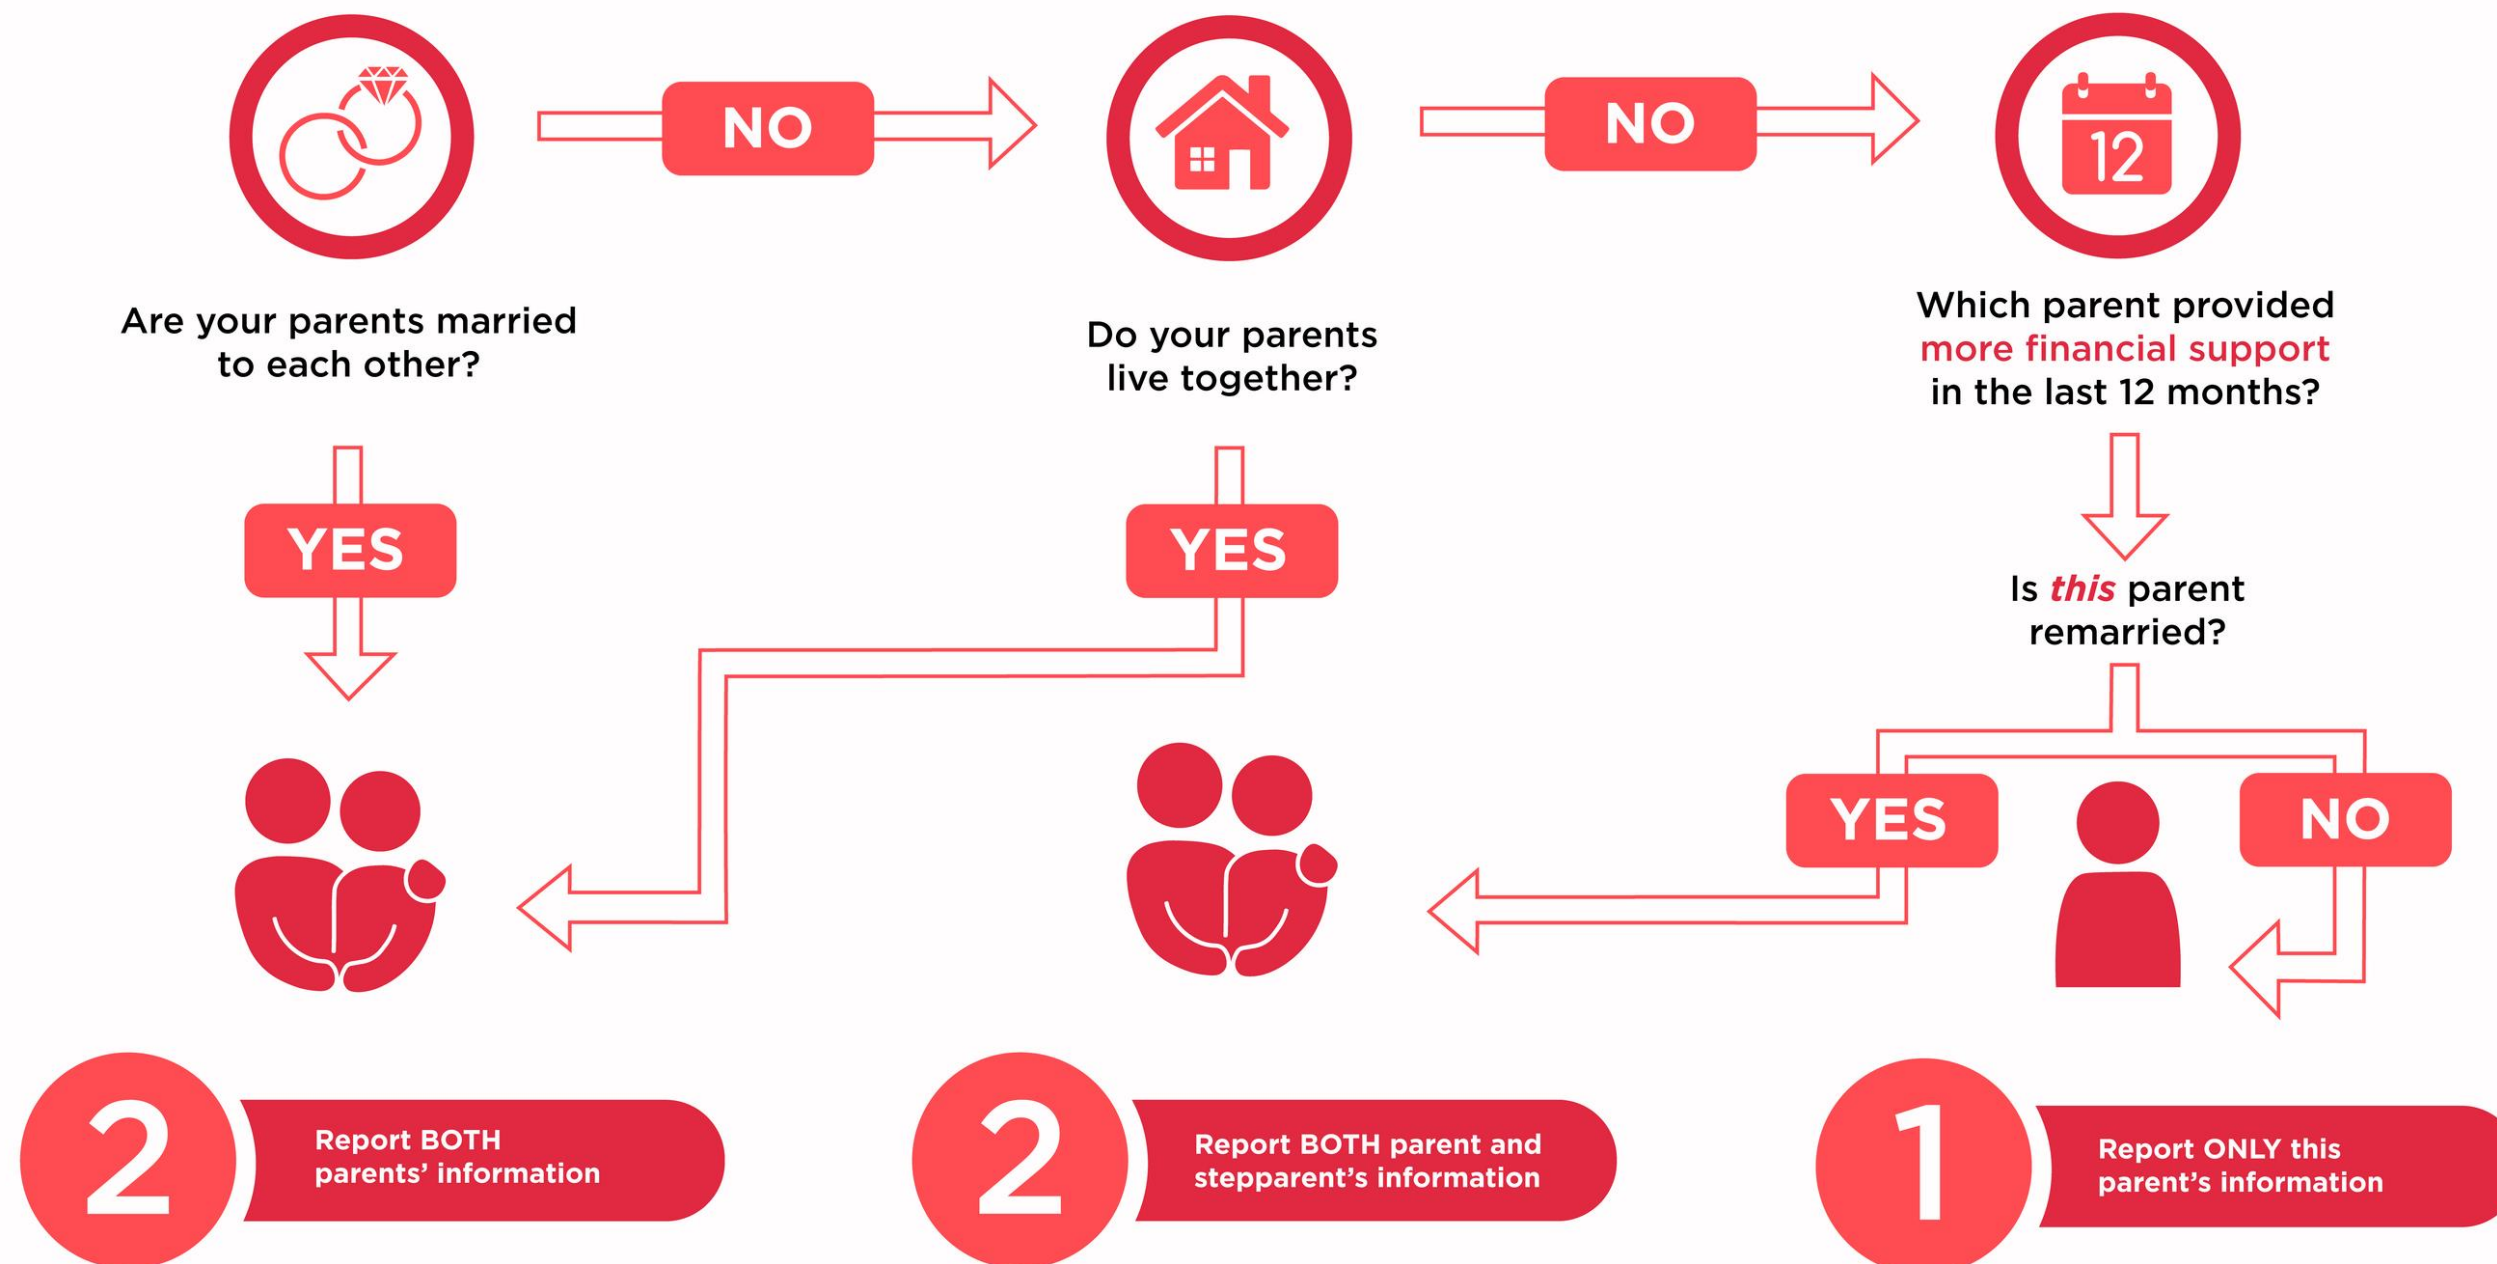 NO
NO
12
Are your parents married
to each other?
Do your parents
live together?
Which parent provided
more financial support
in the last 12 months?
YES
YES
Is this parent
remarried?
YES
NO
2
Report BOTH
parents’ information
2
Report BOTH parent and
stepparent’s information
1
Report ONLY this
parent’s information